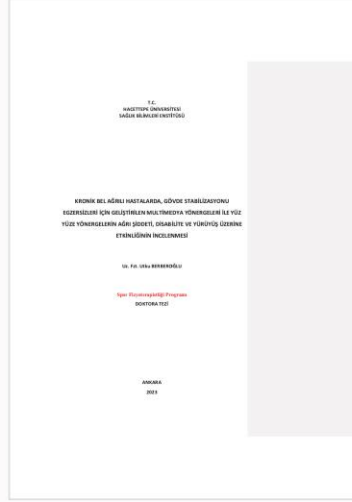 T.C.
HACETTEPE ÜNİVERSİTESİ
SAĞLIK BİLİMLERİ ENSTİTÜSÜ
KRONİK BEL AĞRILI HASTALARDA, GÖVDE STABİLİZASYONU
EGZERSİZLERİ İÇİN GELİŞTİRİLEN MULTİMEDYA YÖNERGELERİ İLE YÜZ
YÜZE YÖNERGELERİN AĞRI ŞİDDETİ, DİSABİLİTE VE YÜRÜYÜŞ ÜZERİNE
ETKİNLİĞİNİN İNCELENMESİ
Uz. Fzt. Utku BERBEROĞLU
Spor Fizyoterapistliği Programı
DOKTORA TEZİ
ANKARA
2023